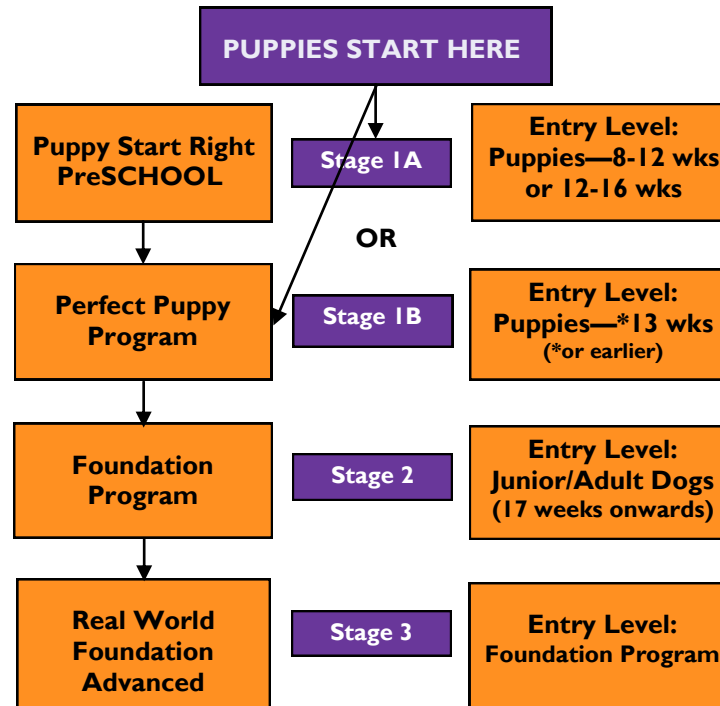 PUPPIES START HERE
Puppy Start Right
PreSCHOOL
Stage 1A
Entry Level:
Puppies—8-12 wks
or 12-16 wks
OR
Perfect Puppy
Program
Stage 1B
Entry Level:
Puppies—*13 wks
(*or earlier)
Foundation
Program
Stage 2
Entry Level:
Junior/Adult Dogs
(17 weeks onwards)
Real World
Foundation
Advanced
Stage 3
Entry Level:
Foundation Program